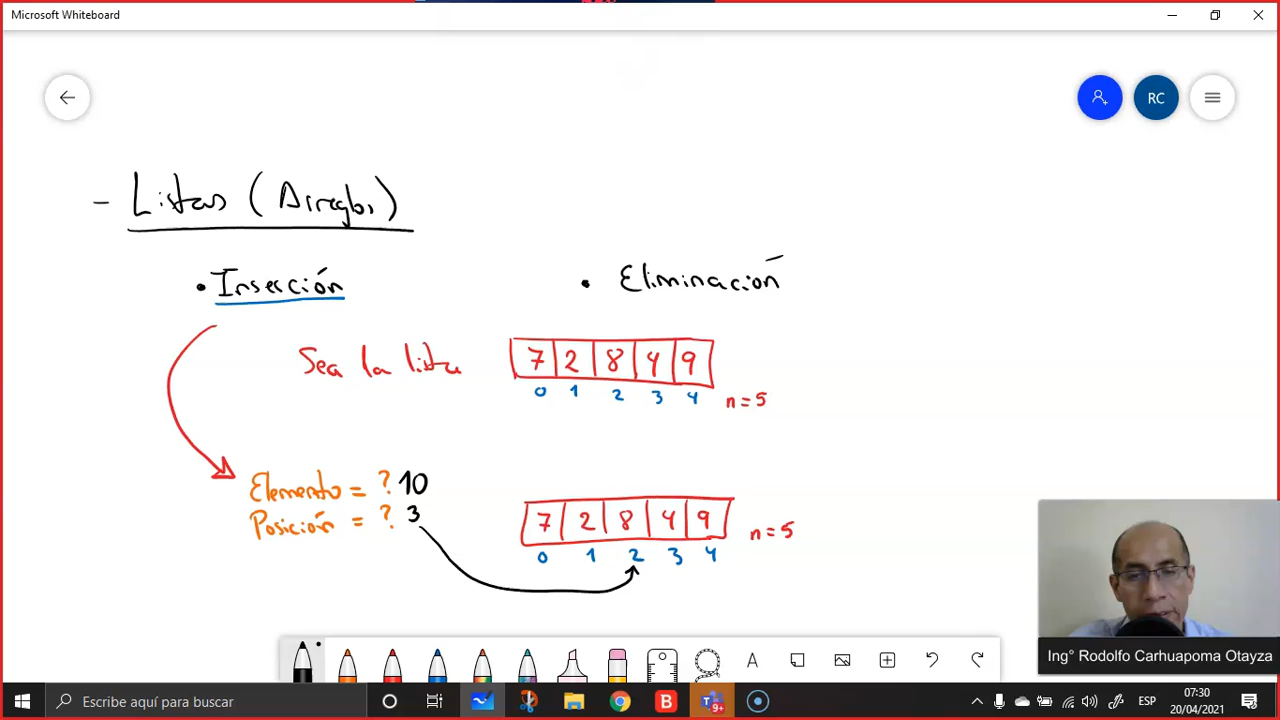 Microsoft Whiteboard
RC
- Listas (Arreglos)
• Inserción
• Eliminación
Sea la lista
7 2 8 4 9
0 1 2 3 4
n = 5
Elemento = ? 10
Posición = ? 3
7 2 8 4 9
0 1 2 3 4
n = 5
A
Ing° Rodolfo Carhuapoma Otayza
Escribe aquí para buscar
B
9+
ESP
07:30
20/04/2021